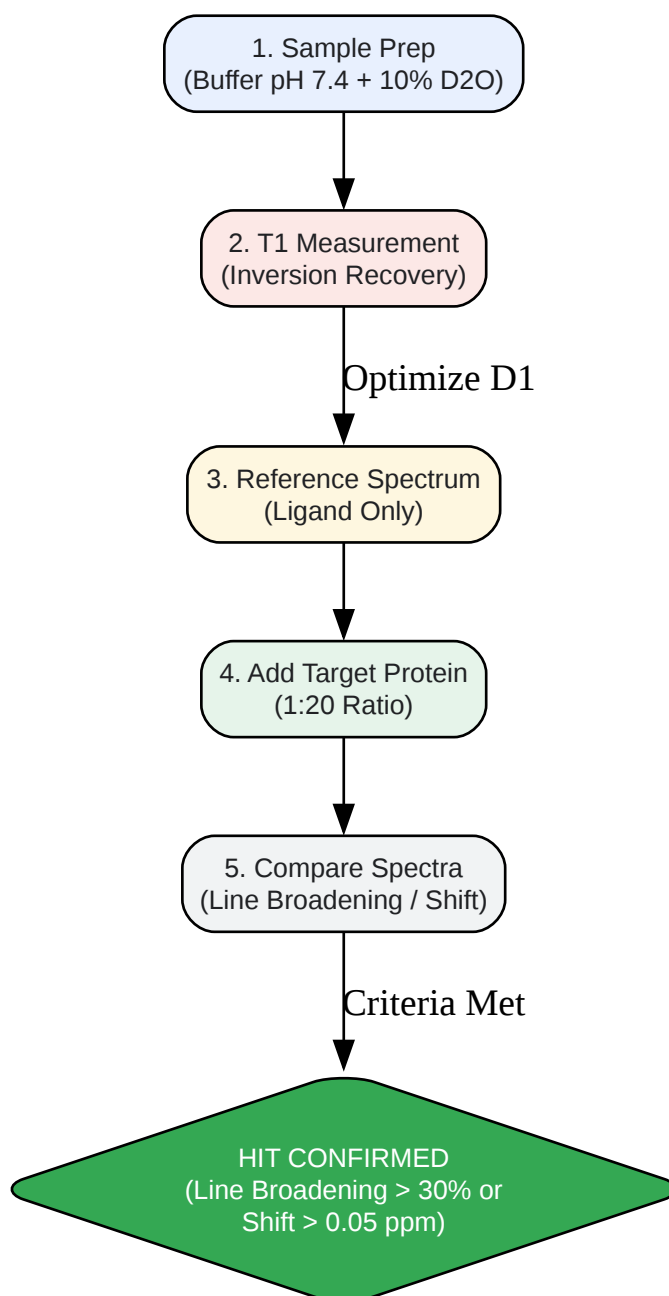 1. Sample Prep
(Buffer pH 7.4 + 10% D2O)
2. T1 Measurement
(Inversion Recovery)
Optimize D1
3. Reference Spectrum
(Ligand Only)
4. Add Target Protein
(1:20 Ratio)
5. Compare Spectra
(Line Broadening / Shift)
Criteria Met
HIT CONFIRMED
(Line Broadening > 30% or
Shift > 0.05 ppm)